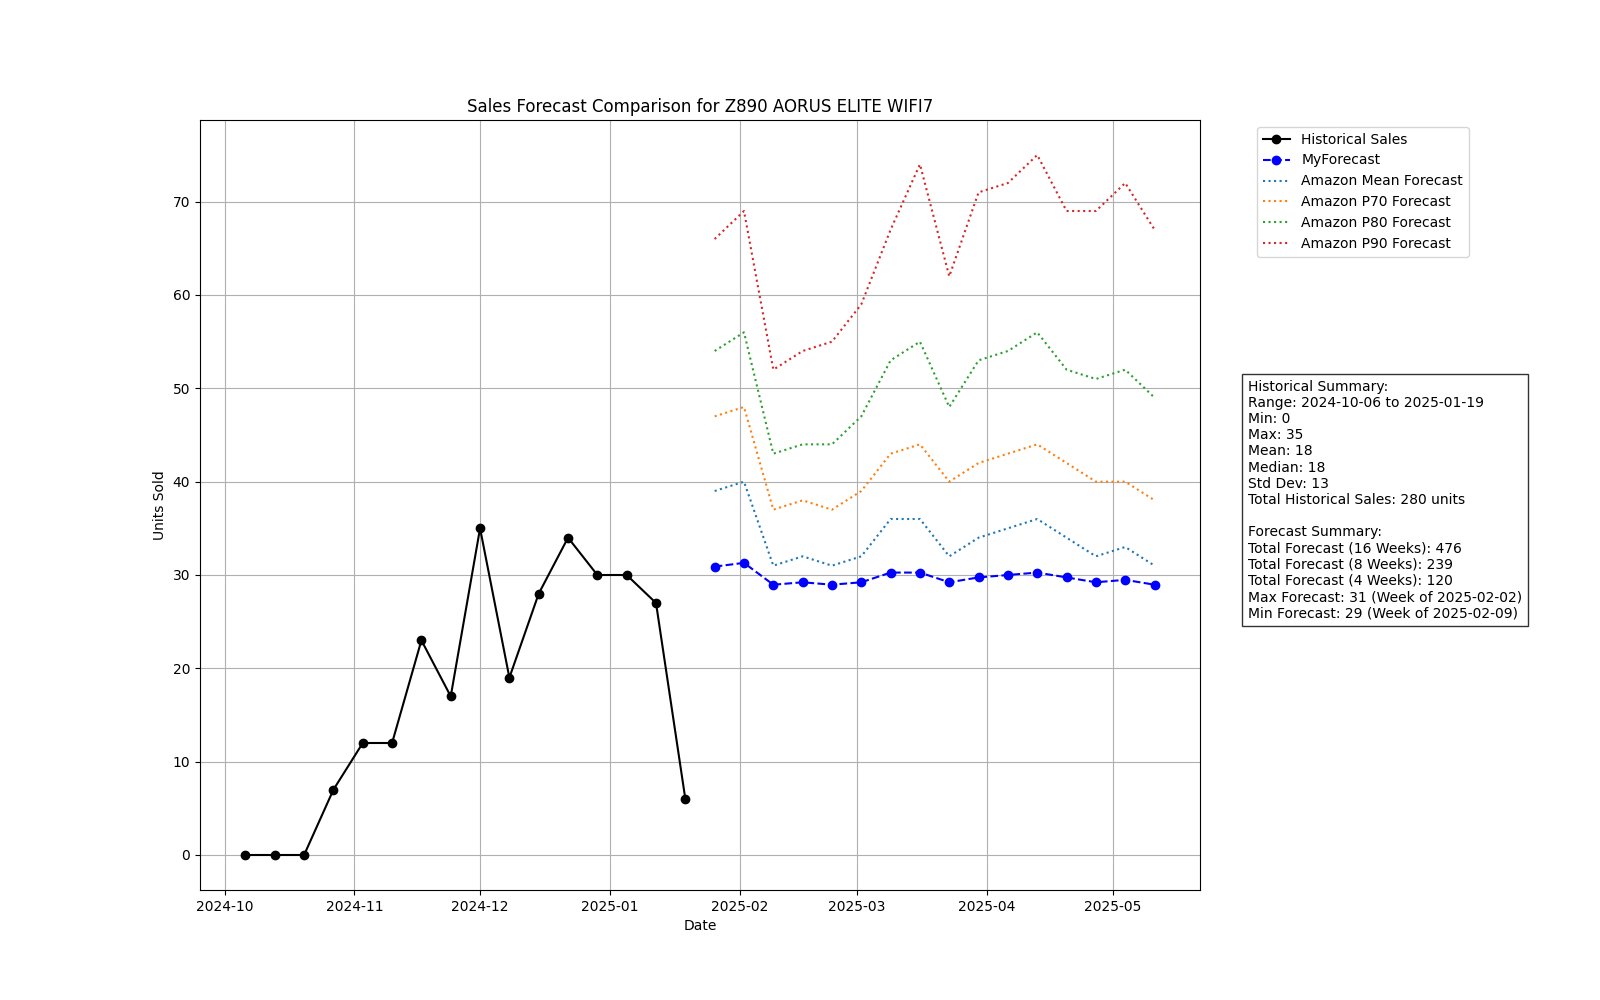 Sales Forecast Comparison for Z890 AORUS ELITE WIFI7
Units Sold
70
60
50
40
30
20
10
0
2024-10
2024-11
2024-12
2025-01
2025-02
2025-03
2025-04
2025-05
Date
Historical Sales
MyForecast
Amazon Mean Forecast
Amazon P70 Forecast
Amazon P80 Forecast
Amazon P90 Forecast
Historical Summary:
Range: 2024-10-06 to 2025-01-19
Min: 0
Max: 35
Mean: 18
Median: 18
Std Dev: 13
Total Historical Sales: 280 units
Forecast Summary:
Total Forecast (16 Weeks): 476
Total Forecast (8 Weeks): 239
Total Forecast (4 Weeks): 120
Max Forecast: 31 (Week of 2025-02-02)
Min Forecast: 29 (Week of 2025-02-09)